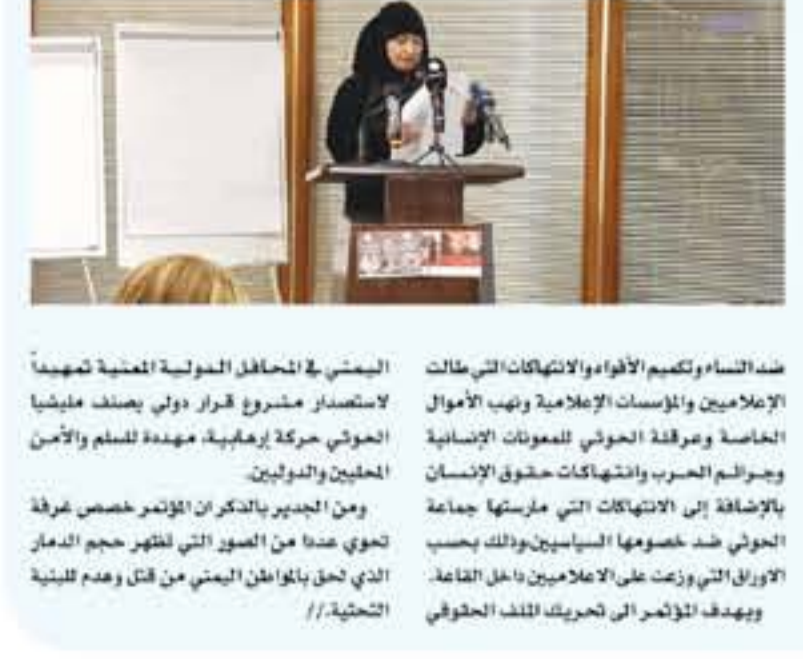 ضد النساء وتكميم الأفواه والانتهاكات التي طالت
الإعلاميين والمؤسسات الإعلامية ونهب الأموال
الخاصة وعرقلة الحوثي للمعونات الإنسانية
وجرائم الحرب وانتهاكات حقوق الإنسان
بالإضافة إلى الانتهاكات التي مارستها جماعة
الحوثي ضد خصومها السياسيين،وذلك بحسب
الاوراق التي وزعت على الاعلاميين داخل القاعة.
ويهدف المؤتمر الى تحريك الملف الحقوقي
اليمني في المحافل الدولية المعنية تمهيداً
لاستصدار مشروع قرار دولي يصنف مليشيا
الحوثي حركة إرهابية، مهددة للسلم والأمن
المحليين والدوليين.
ومن الجدير بالذكر ان المؤتمر خصص غرفة
تحوي عددا من الصور التي تظهر حجم الدمار
الذي لحق بالمواطن اليمني من قتل وهدم للبنية
التحتية.//